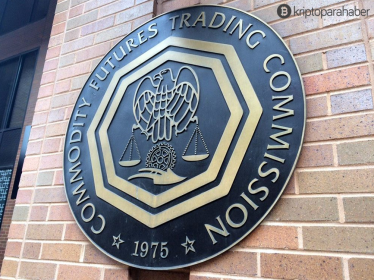 kriptoparahaber
COMMODITY FUTURES TRADING COMMISSION
★ 1975 ★